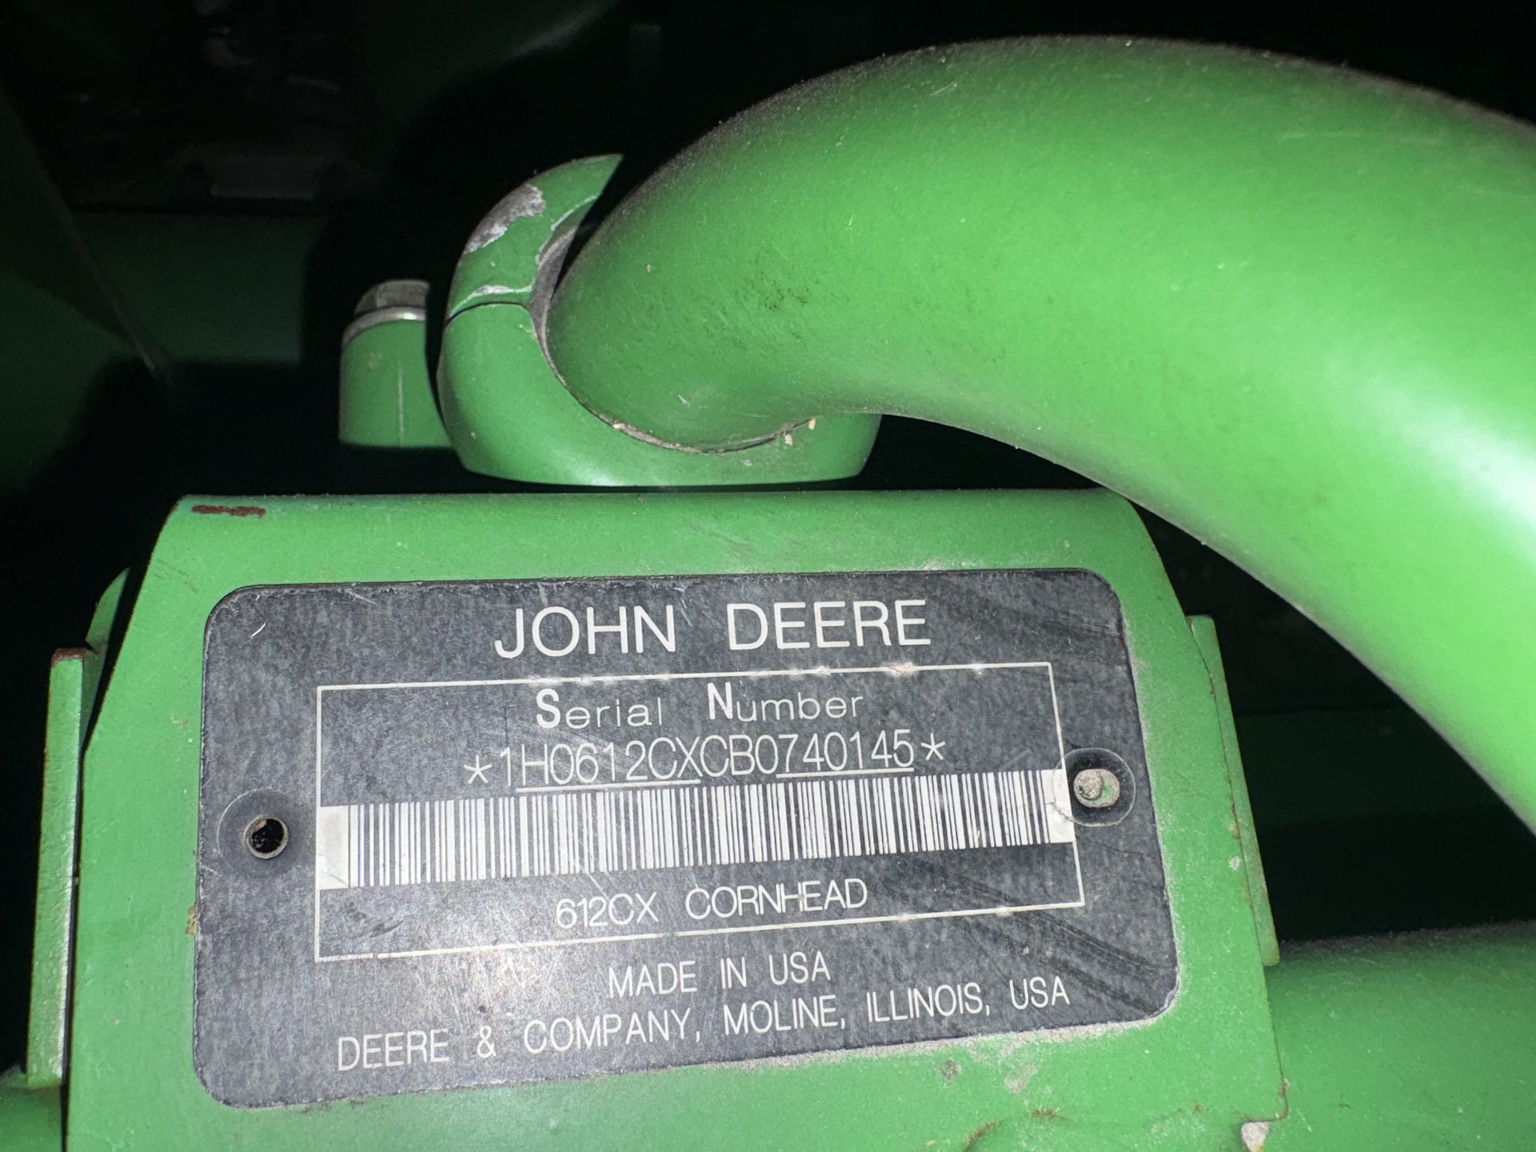 JOHN DEERE
Serial Number
*1H0612CXCB0740145*
612CX CORNHEAD
MADE IN USA
DEERE & COMPANY, MOLINE, ILLINOIS, USA